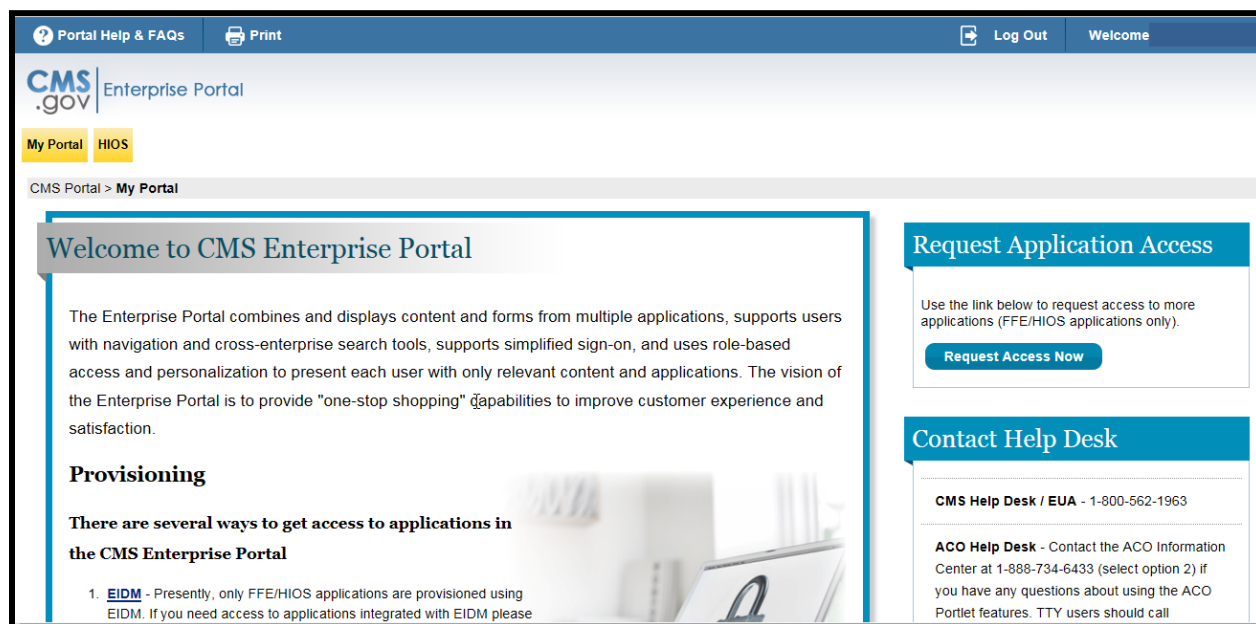 Portal Help & FAQs
Print
Log Out
Welcome
CMS
.gov
Enterprise Portal
My Portal
HIOS
CMS Portal > My Portal
Welcome to CMS Enterprise Portal
The Enterprise Portal combines and displays content and forms from multiple applications, supports users
with navigation and cross-enterprise search tools, supports simplified sign-on, and uses role-based
access and personalization to present each user with only relevant content and applications. The vision of
the Enterprise Portal is to provide "one-stop shopping" capabilities to improve customer experience and
satisfaction.
Provisioning
There are several ways to get access to applications in
the CMS Enterprise Portal
1. EIDM - Presently, only FFE/HIOS applications are provisioned using
EIDM. If you need access to applications integrated with EIDM please
Request Application Access
Use the link below to request access to more
applications (FFE/HIOS applications only).
Request Access Now
Contact Help Desk
CMS Help Desk / EUA - 1-800-562-1963
ACO Help Desk - Contact the ACO Information
Center at 1-888-734-6433 (select option 2) if
you have any questions about using the ACO
Portlet features. TTY users should call